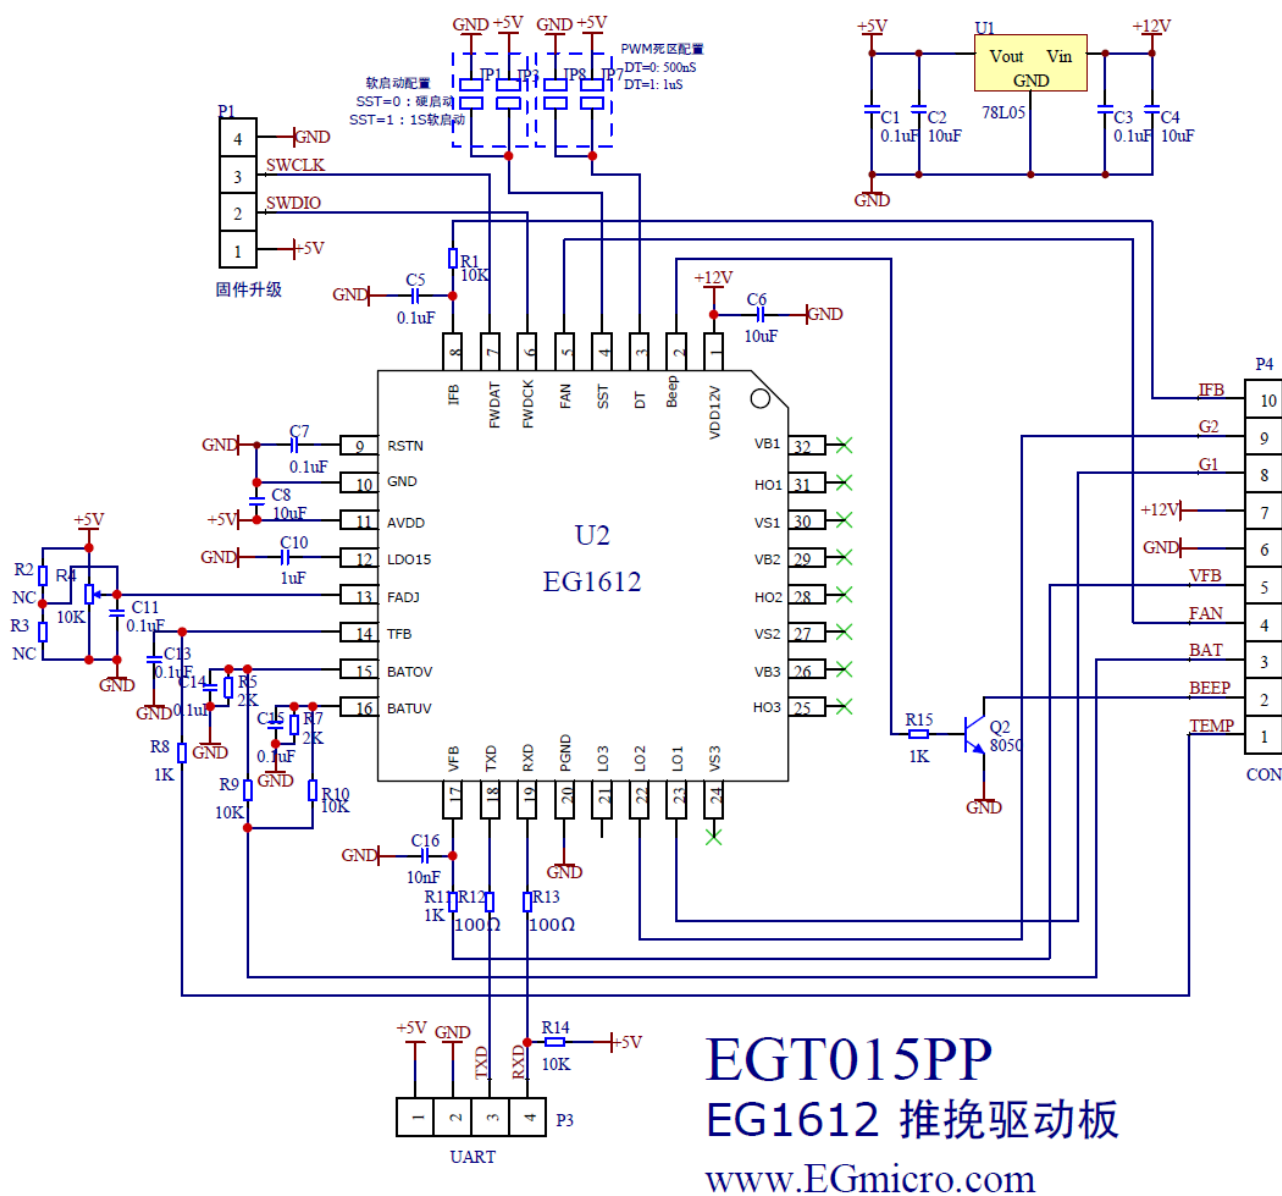 GND +5V GND +5V
JP1 JP3 JP8 JP7
PWM死区配置
DT=0: 500nS
DT=1: 1uS
软启动配置
SST=0：硬启动
SST=1：1S软启动
+5V U1 +12V
Vout Vin
GND
78L05
C1
0.1uF
C2
10uF
C3
0.1uF
C4
10uF
GND
P1
4 GND
3 SWCLK
2 SWDIO
1 +5V
固件升级
R1
10K
GND C5
0.1uF
+12V
C6
10uF
GND
8 7 6 5 4 3 2 1
IFB FWDAT FWDCK FAN SST DT Beep VDD12V
GND C7
0.1uF
9 RSTN
10 GND
C8
10uF
+5V
11 AVDD
GND C10
1uF
12 LDO15
13 FADJ
14 TFB
15 BATOV
16 BATUV
U2
EG1612
VB1 32
HO1 31
VS1 30
VB2 29
HO2 28
VS2 27
VB3 26
HO3 25
+5V
R2
NC
R3
NC
R4
10K
C11
0.1uF
GND
C13
0.1uF
GND
C14
0.1uF
R5
2K
GND
C15
0.1uF
R7
2K
GND
R8
1K
R9
10K
R10
10K
VFB TXD RXD PGND LO3 LO2 LO1 VS3
17 18 19 20 21 22 23 24
GND C16
10nF
GND
R11
1K
R12
100Ω
R13
100Ω
R15
1K
Q2
8050
GND
P4
IFB 10
G2 9
G1 8
+12V 7
GND 6
VFB 5
FAN 4
BAT 3
BEEP 2
TEMP 1
CON
+5V GND TXD RXD
R14
10K
+5V
1 2 3 4 P3
UART
EGT015PP
EG1612 推挽驱动板
www.EGmicro.com